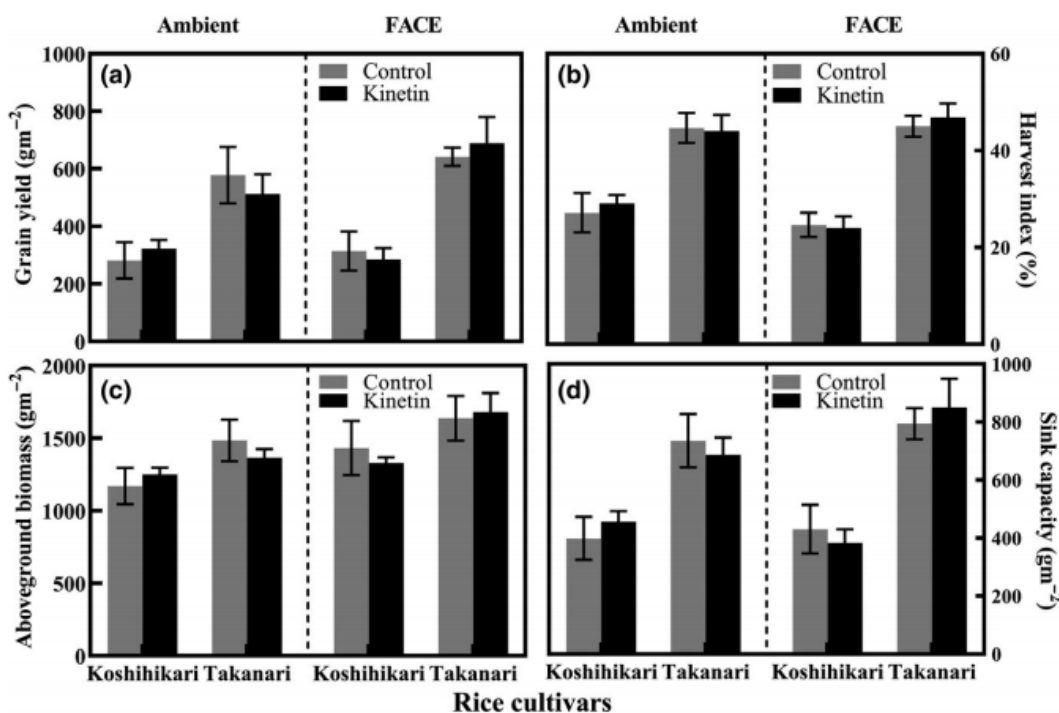 Ambient FACE Ambient FACE
(a)
Control
Kinetin
Grain yield (gm⁻²)
1000
800
600
400
200
0
(b)
Control
Kinetin
Harvest index (%)
60
40
20
0
(c)
Control
Kinetin
Aboveground biomass (gm⁻²)
2000
1500
1000
500
0
(d)
Control
Kinetin
Sink capacity (gm⁻²)
1000
800
600
400
200
0
Koshihikari Takanari Koshihikari Takanari Koshihikari Takanari Koshihikari Takanari
Rice cultivars